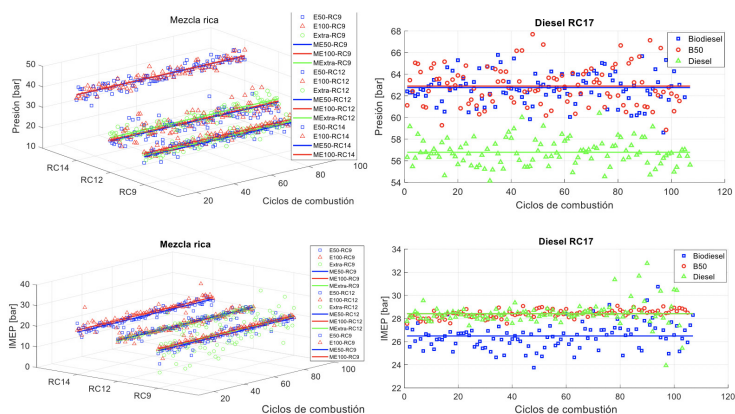 Mezcla rica
Presión [bar]
50
40
30
20
10
RC14
RC12
RC9
20
40
60
80
100
Ciclos de combustión
E50-RC9
E100-RC9
Extra-RC9
ME50-RC9
ME100-RC9
MExtra-RC9
E50-RC12
E100-RC12
Extra-RC12
ME50-RC12
ME100-RC12
MExtra-RC12
E50-RC14
E100-RC14
ME50-RC14
ME100-RC14
Diesel RC17
Presión [bar]
68
66
64
62
60
58
56
54
0
20
40
60
80
100
120
Ciclos de combustión
Biodiesel
B50
Diesel
Mezcla rica
IMEP [bar]
40
30
20
10
0
RC14
RC12
RC9
20
40
60
80
100
Ciclos de combustión
E50-RC9
E100-RC9
Extra-RC9
ME50-RC9
ME100-RC9
MExtra-RC9
E50-RC12
E100-RC12
Extra-RC12
ME50-RC12
ME100-RC12
MExtra-RC12
E50-RC9
E100-RC9
ME50-RC9
ME100-RC9
Diesel RC17
IMEP [bar]
34
32
30
28
26
24
22
0
20
40
60
80
100
120
Ciclos de combustión
Biodiesel
B50
Diesel